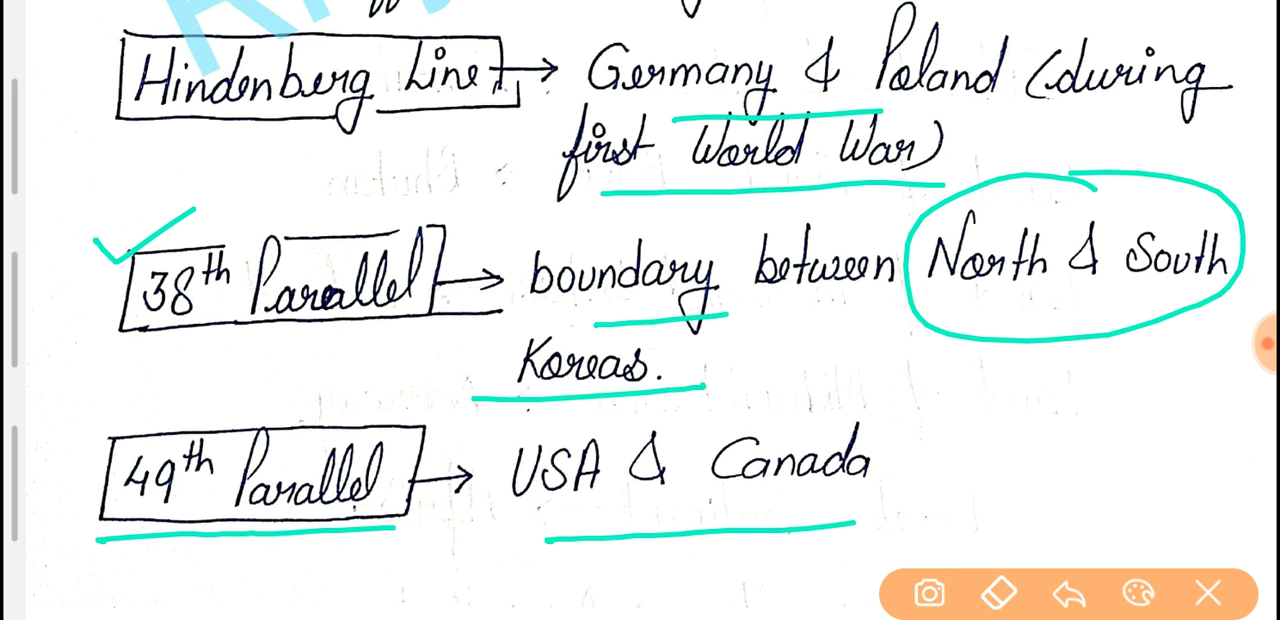 Hindenberg Line → Germany & Poland (during
first World War)
38th Parallel → boundary between North & South
Koreas.
49th Parallel → USA & Canada